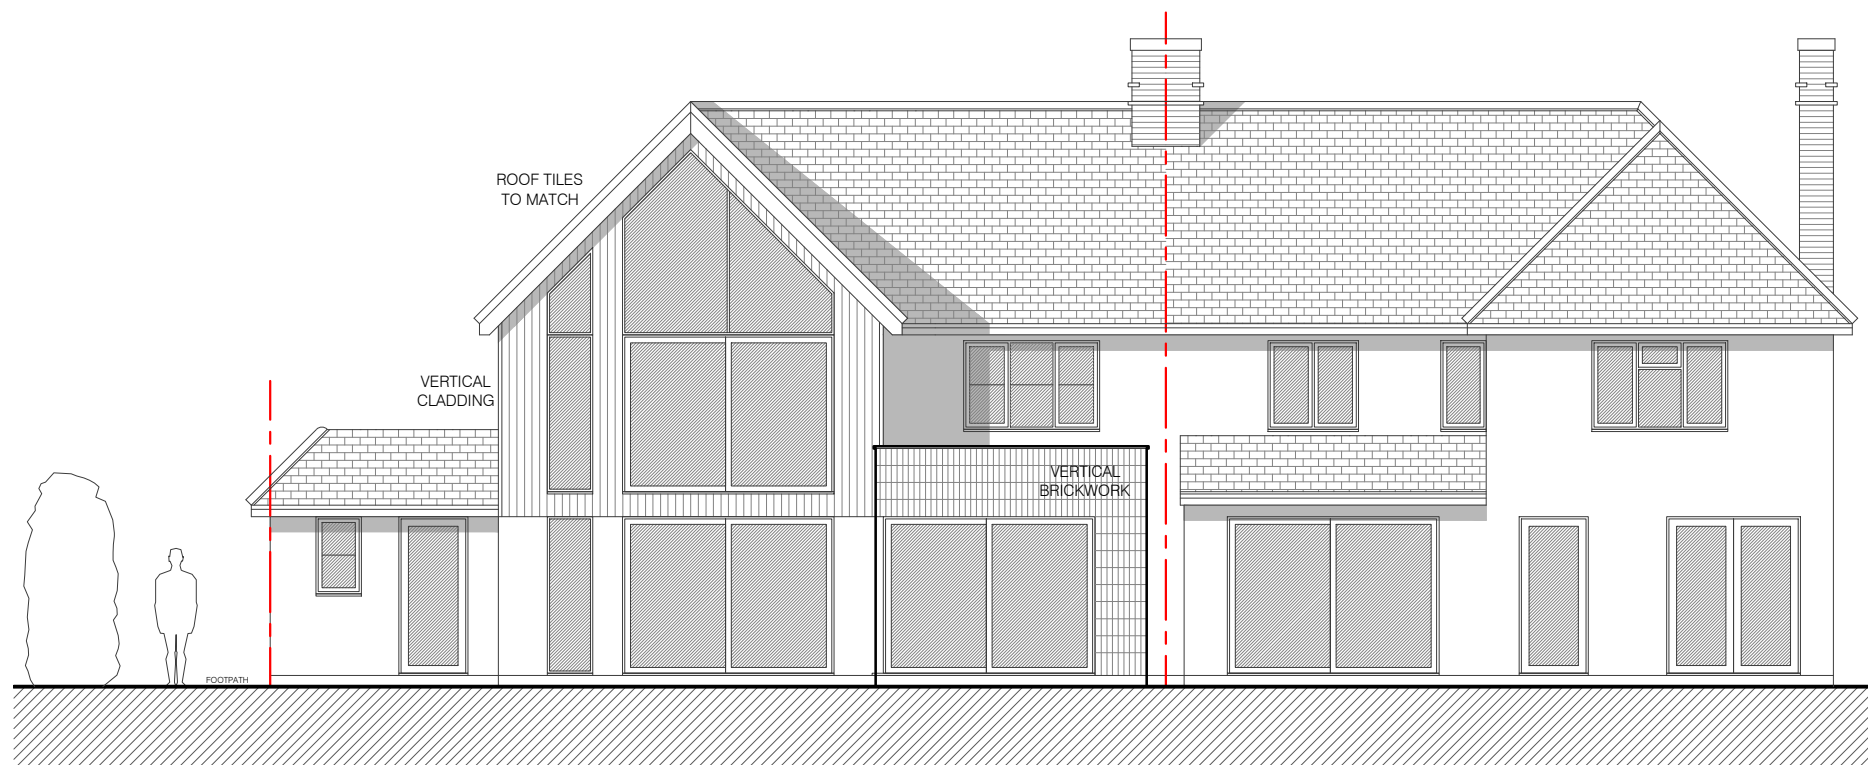 ROOF TILES
TO MATCH
VERTICAL
CLADDING
VERTICAL
BRICKWORK
FOOTPATH